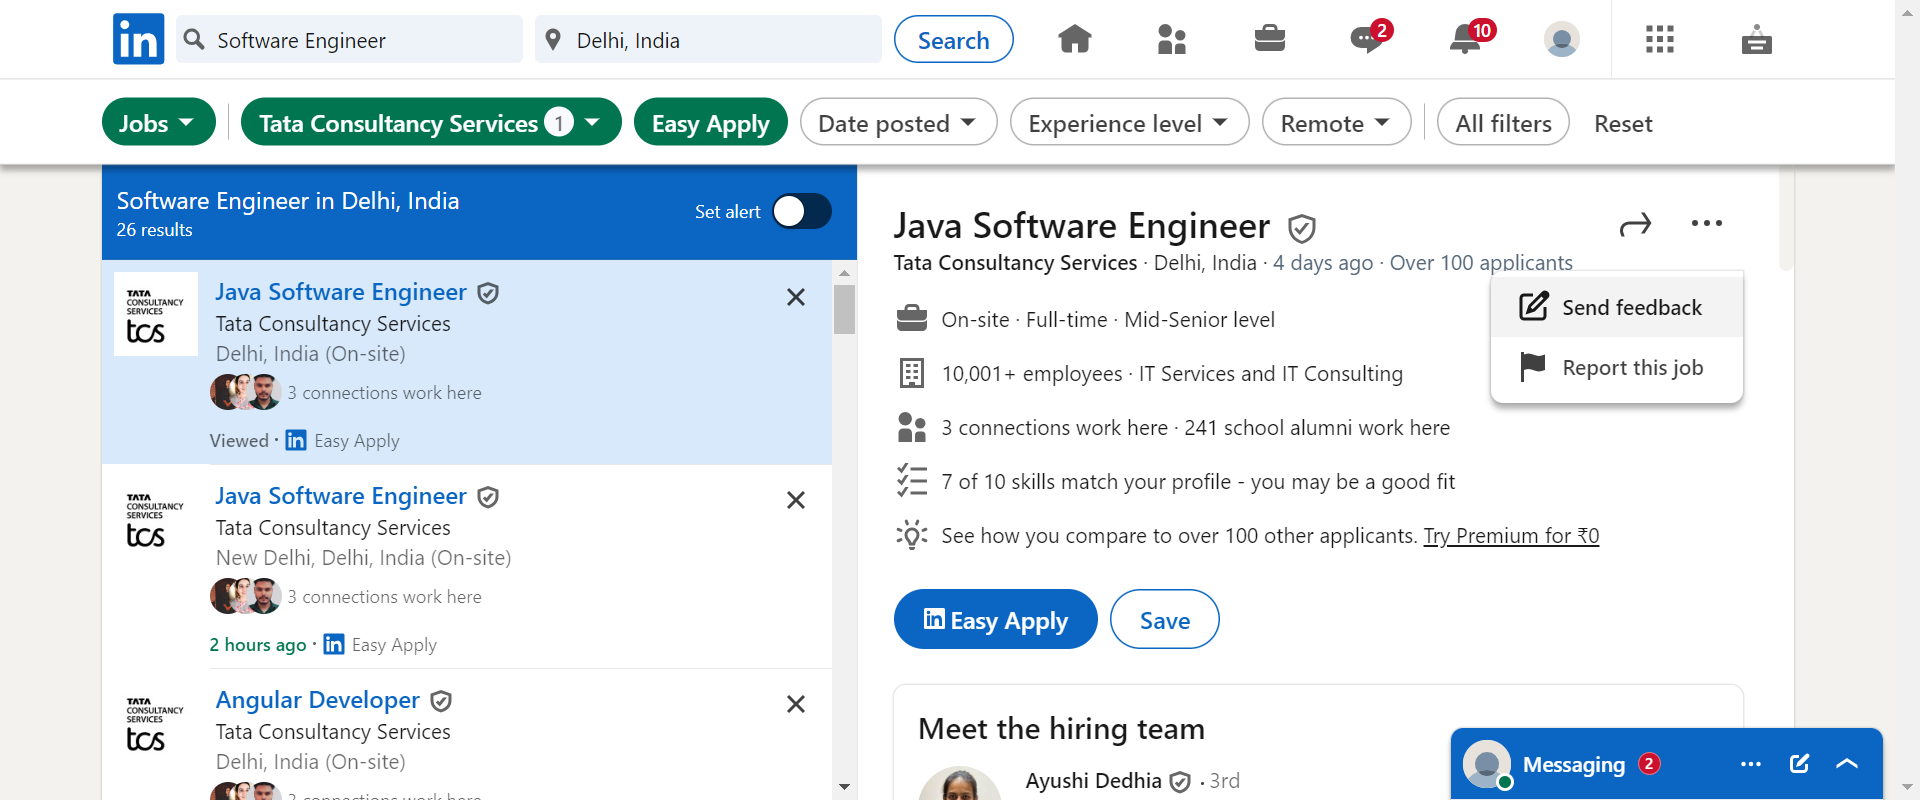 in Software Engineer Delhi, India Search 2 10
Jobs Tata Consultancy Services 1 Easy Apply Date posted Experience level Remote All filters Reset
Software Engineer in Delhi, India
26 results
Set alert
TATA
CONSULTANCY
SERVICES
tcs
Java Software Engineer
Tata Consultancy Services
Delhi, India (On-site)
3 connections work here
Viewed · in Easy Apply
TATA
CONSULTANCY
SERVICES
tcs
Java Software Engineer
Tata Consultancy Services
New Delhi, Delhi, India (On-site)
3 connections work here
2 hours ago · in Easy Apply
TATA
CONSULTANCY
SERVICES
tcs
Angular Developer
Tata Consultancy Services
Delhi, India (On-site)
3 connections work here
Java Software Engineer
Tata Consultancy Services · Delhi, India · 4 days ago · Over 100 applicants
Send feedback
Report this job
On-site · Full-time · Mid-Senior level
10,001+ employees · IT Services and IT Consulting
3 connections work here · 241 school alumni work here
7 of 10 skills match your profile - you may be a good fit
See how you compare to over 100 other applicants. Try Premium for ₹0
in Easy Apply Save
Meet the hiring team
Ayushi Dedhia · 3rd
Messaging 2